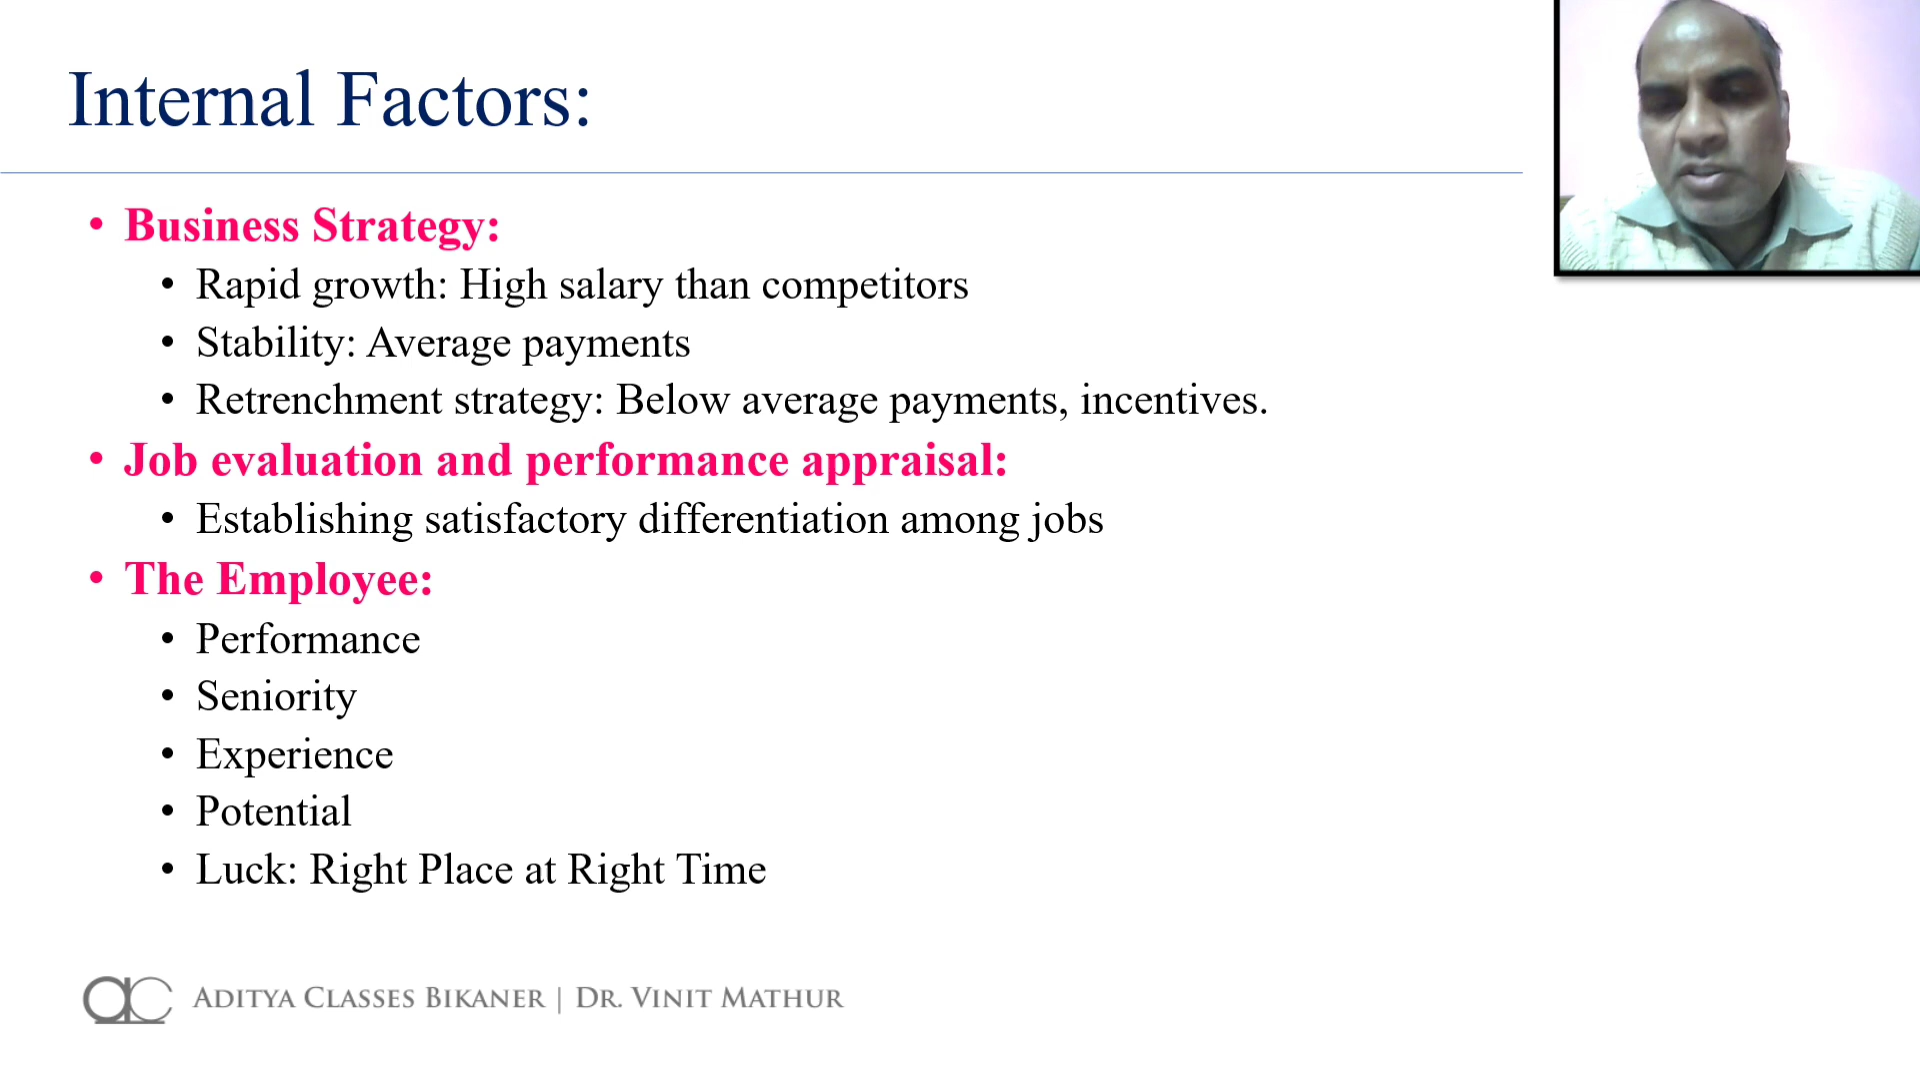 Internal Factors:
• Business Strategy:
• Rapid growth: High salary than competitors
• Stability: Average payments
• Retrenchment strategy: Below average payments, incentives.
• Job evaluation and performance appraisal:
• Establishing satisfactory differentiation among jobs
• The Employee:
• Performance
• Seniority
• Experience
• Potential
• Luck: Right Place at Right Time
ac ADITYA CLASSES BIKANER | DR. VINIT MATHUR